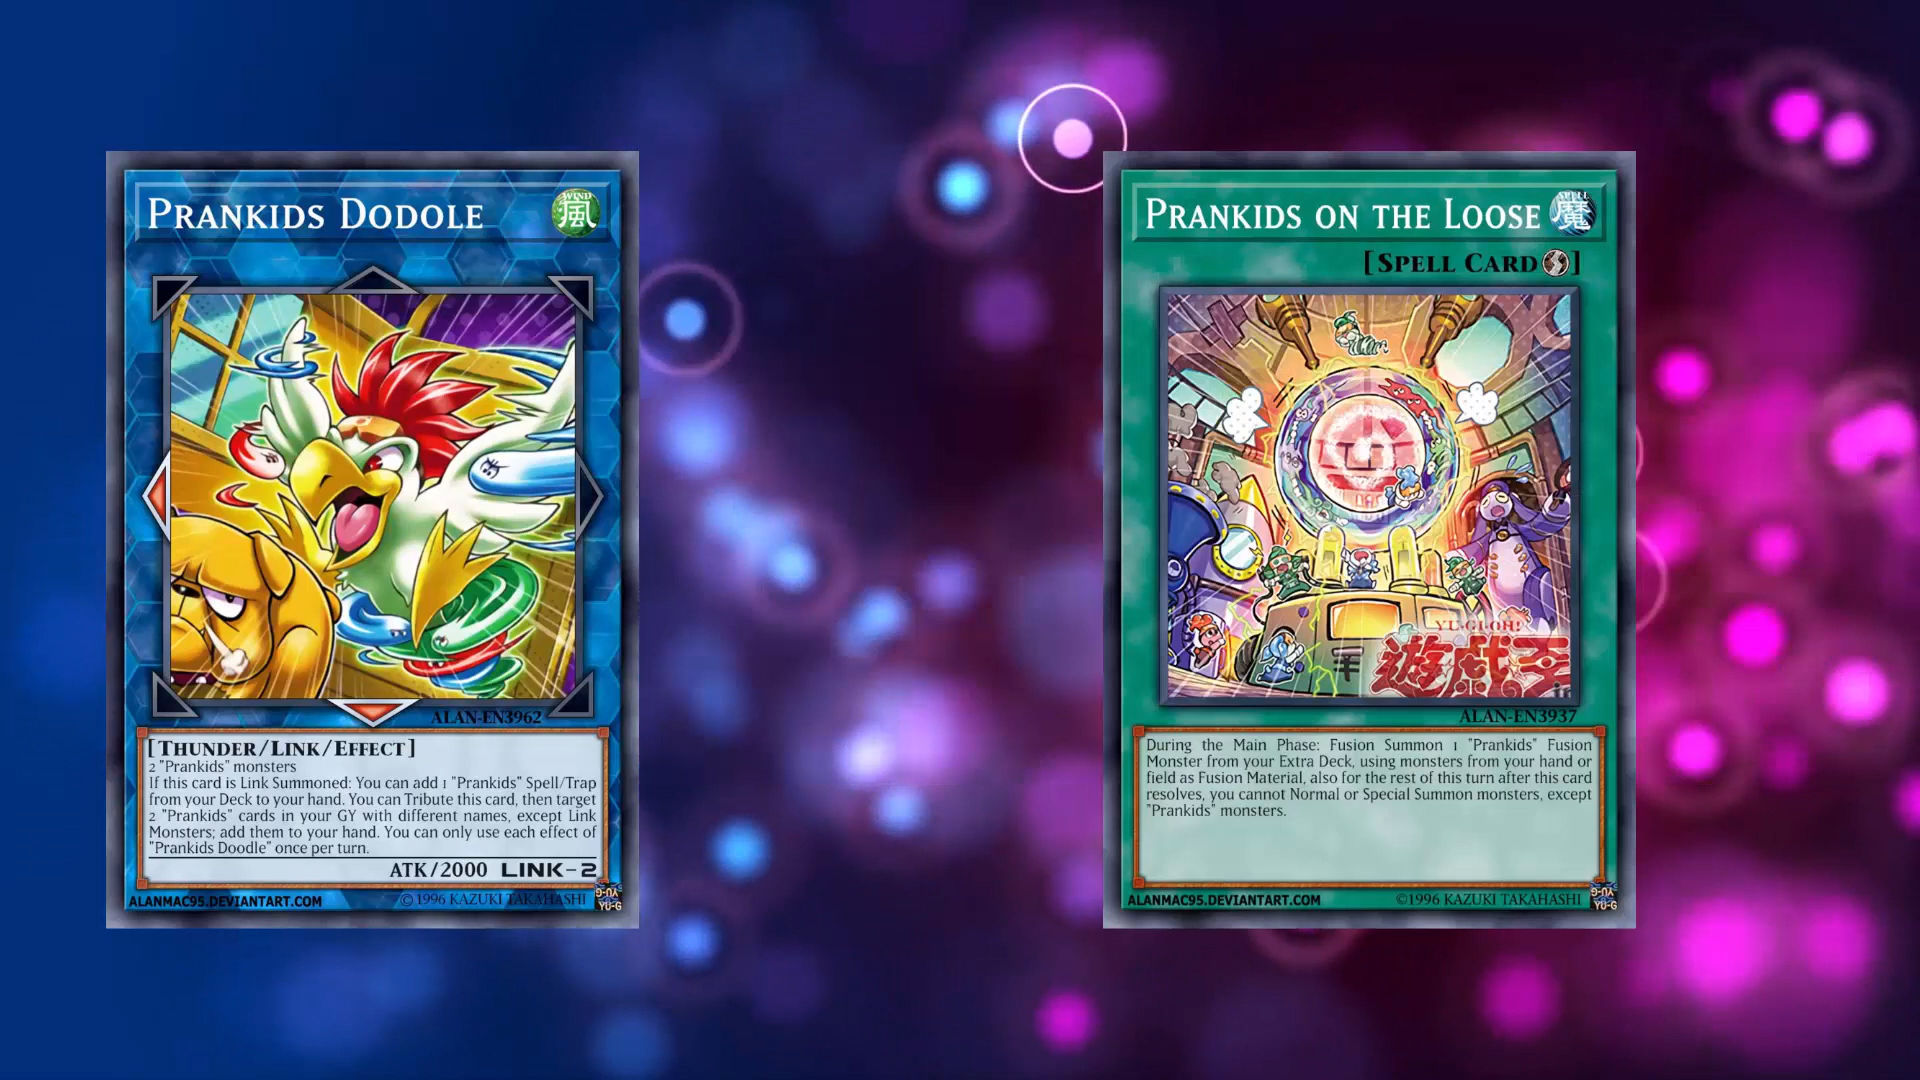 PRANKIDS DODOLE
WIND
風
ALAN-EN3962
[THUNDER/LINK/EFFECT]
2 "Prankids" monsters
If this card is Link Summoned: You can add 1 "Prankids" Spell/Trap
from your Deck to your hand. You can Tribute this card, then target
2 "Prankids" cards in your GY with different names, except Link
Monsters; add them to your hand. You can only use each effect of
"Prankids Doodle" once per turn.
ATK/2000 LINK-2
ALANMAC95.DEVIANTART.COM
©1996 KAZUKI TAKAHASHI
PRANKIDS ON THE LOOSE
SPELL
魔
[SPELL CARD]
YU-GI-OH!
遊戯王
ALAN-EN3937
During the Main Phase: Fusion Summon 1 "Prankids" Fusion
Monster from your Extra Deck, using monsters from your hand or
field as Fusion Material, also for the rest of this turn after this card
resolves, you cannot Normal or Special Summon monsters, except
"Prankids" monsters.
ALANMAC95.DEVIANTART.COM
©1996 KAZUKI TAKAHASHI